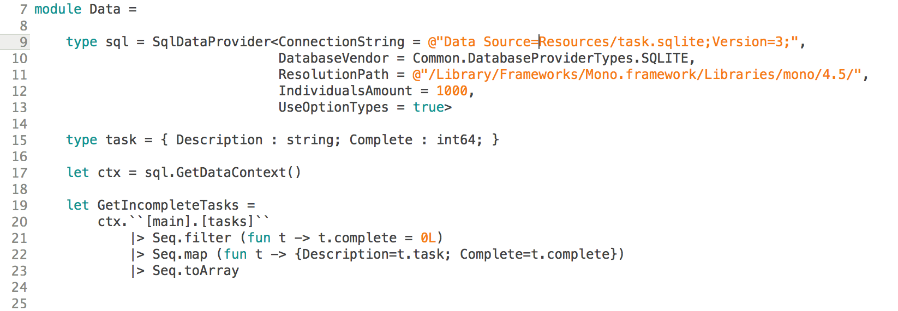 7 module Data =
8
9 type sql = SqlDataProvider<ConnectionString = @"Data Source=Resources/task.sqlite;Version=3;",
10 DatabaseVendor = Common.DatabaseProviderTypes.SQLITE,
11 ResolutionPath = @"/Library/Frameworks/Mono.framework/Libraries/mono/4.5/",
12 IndividualsAmount = 1000,
13 UseOptionTypes = true>
14
15 type task = { Description : string; Complete : int64; }
16
17 let ctx = sql.GetDataContext()
18
19 let GetIncompleteTasks =
20 ctx.``[main].[tasks]``
21 |> Seq.filter (fun t -> t.complete = 0L)
22 |> Seq.map (fun t -> {Description=t.task; Complete=t.complete})
23 |> Seq.toArray
24
25